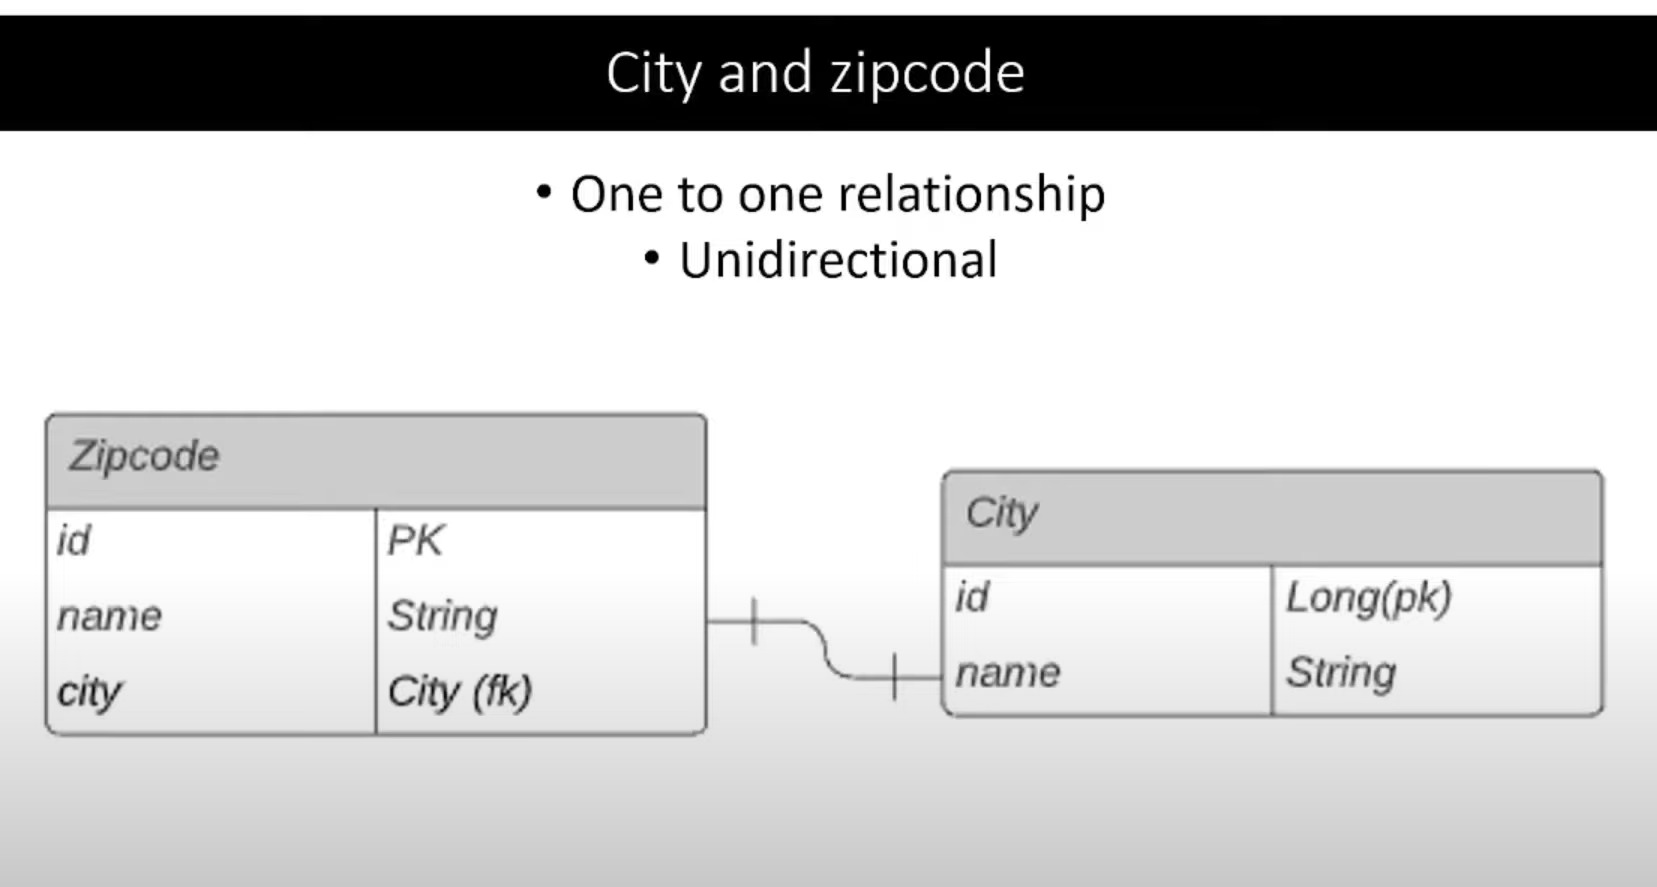 City and zipcode
• One to one relationship
• Unidirectional
Zipcode
id PK
name String
city City (fk)
City
id Long(pk)
name String